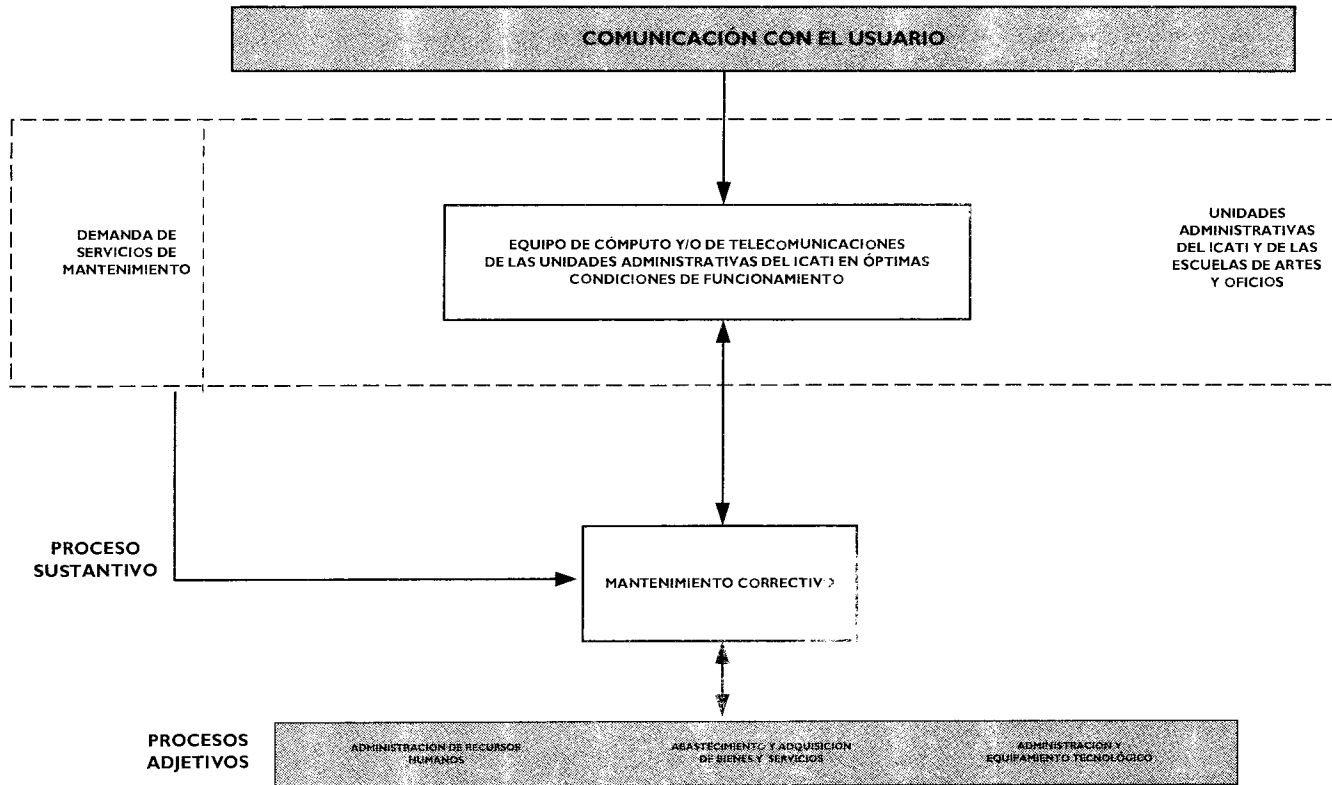 COMUNICACIÓN CON EL USUARIO
DEMANDA DE
SERVICIOS DE
MANTENIMIENTO
EQUIPO DE CÓMPUTO Y/O DE TELECOMUNICACIONES
DE LAS UNIDADES ADMINISTRATIVAS DEL ICATI EN ÓPTIMAS
CONDICIONES DE FUNCIONAMIENTO
UNIDADES
ADMINISTRATIVAS
DEL ICATI Y DE LAS
ESCUELAS DE ARTES
Y OFICIOS
PROCESO
SUSTANTIVO
MANTENIMIENTO CORRECTIVO
PROCESOS
ADJETIVOS
ADMINISTRACIÓN DE RECURSOS
HUMANOS
ABASTECIMIENTO Y ADQUISICIÓN
DE BIENES Y SERVICIOS
ADMINISTRACIÓN Y
EQUIPAMIENTO TECNOLÓGICO